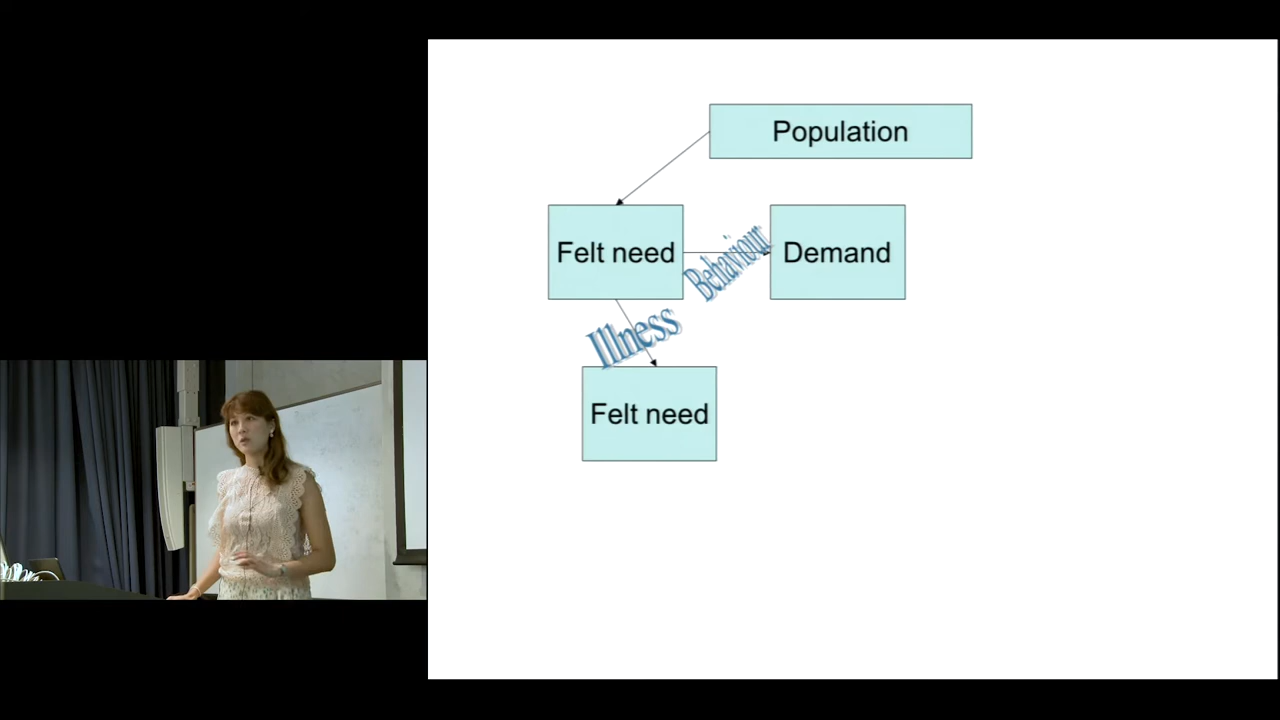 Population
Felt need
Behaviour
Demand
Illness
Felt need